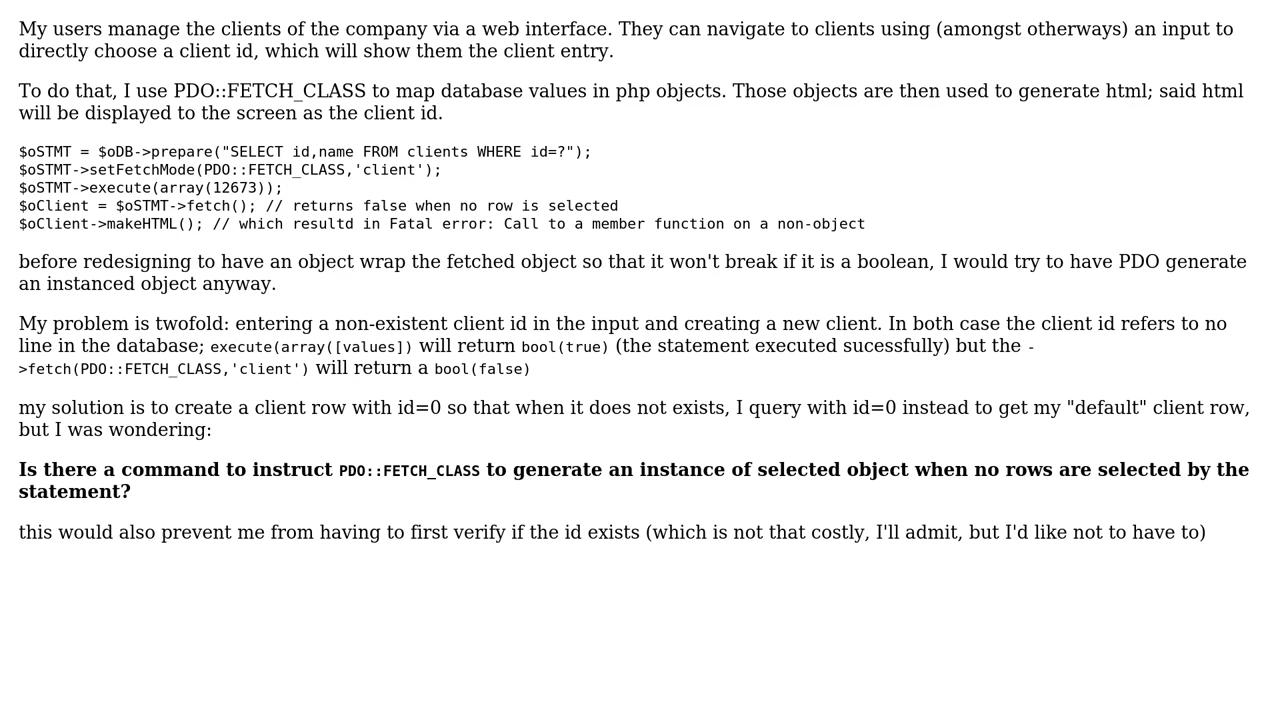 My users manage the clients of the company via a web interface. They can navigate to clients using (amongst otherways) an input to
directly choose a client id, which will show them the client entry.
To do that, I use PDO::FETCH_CLASS to map database values in php objects. Those objects are then used to generate html; said html
will be displayed to the screen as the client id.
$oSTMT = $oDB->prepare("SELECT id,name FROM clients WHERE id=?");
$oSTMT->setFetchMode(PDO::FETCH_CLASS,'client');
$oSTMT->execute(array(12673));
$oClient = $oSTMT->fetch(); // returns false when no row is selected
$oClient->makeHTML(); // which resultd in Fatal error: Call to a member function on a non-object
before redesigning to have an object wrap the fetched object so that it won't break if it is a boolean, I would try to have PDO generate
an instanced object anyway.
My problem is twofold: entering a non-existent client id in the input and creating a new client. In both case the client id refers to no
line in the database; execute(array([values]) will return bool(true) (the statement executed sucessfully) but the -
>fetch(PDO::FETCH_CLASS,'client') will return a bool(false)
my solution is to create a client row with id=0 so that when it does not exists, I query with id=0 instead to get my "default" client row,
but I was wondering:
Is there a command to instruct PDO::FETCH_CLASS to generate an instance of selected object when no rows are selected by the
statement?
this would also prevent me from having to first verify if the id exists (which is not that costly, I'll admit, but I'd like not to have to)